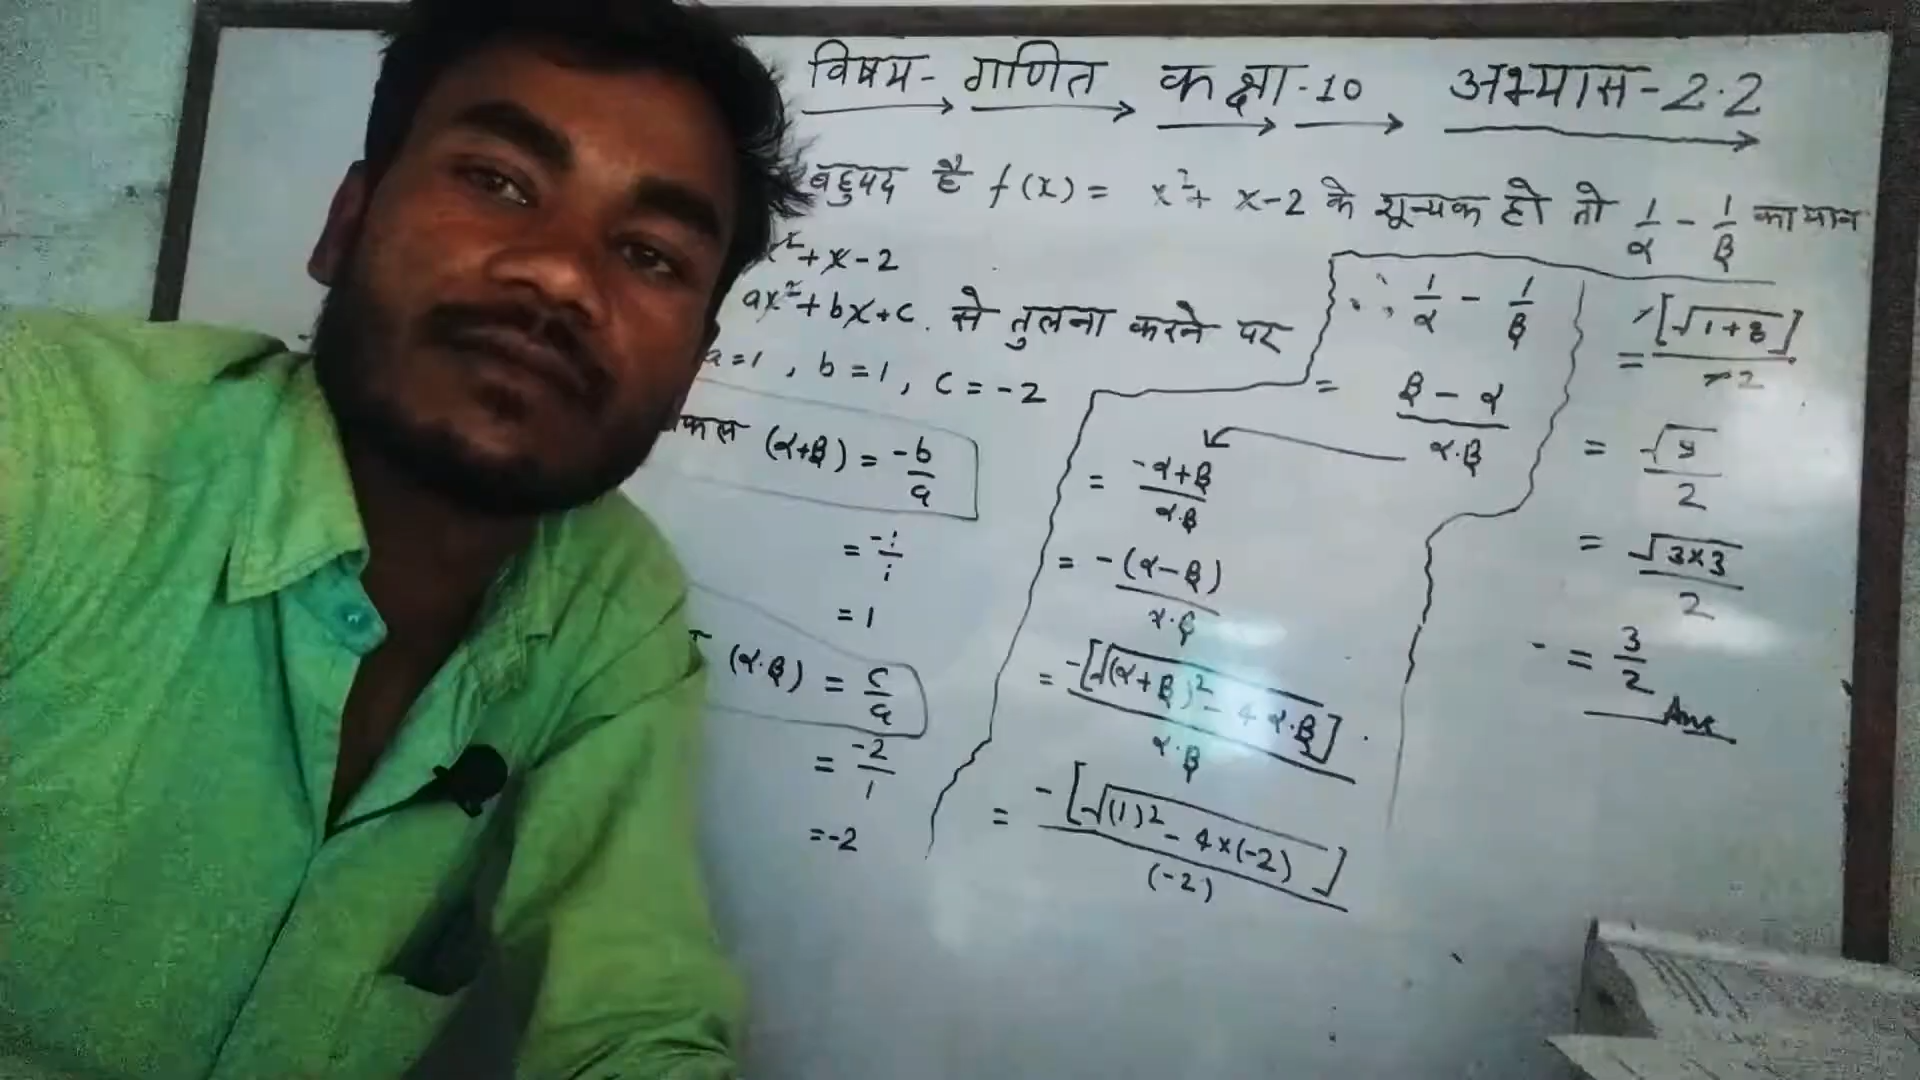 विषय - गणित कक्षा - 10 अभ्यास - 2.2
बहुपद है f(x) = x²+ x-2 के शून्यक हो तो 1/α - 1/β का मान
x²+x-2
ax²+bx+c. से तुलना करने पर
a=1, b=1, c=-2
(α+β) = -b/a
= -1/1
= 1
(α.β) = c/a
= -2/1
=-2
∴ 1/α - 1/β
= β-α/α.β
= -α+β/α.β
= -(α-β)/α.β
= -[√(α+β)²-4α.β]/α.β
= -[√(1)²-4×(-2)]/(-2)
= -[√1+8]/-2
= √9/2
= √3×3/2
= 3/2
Ans